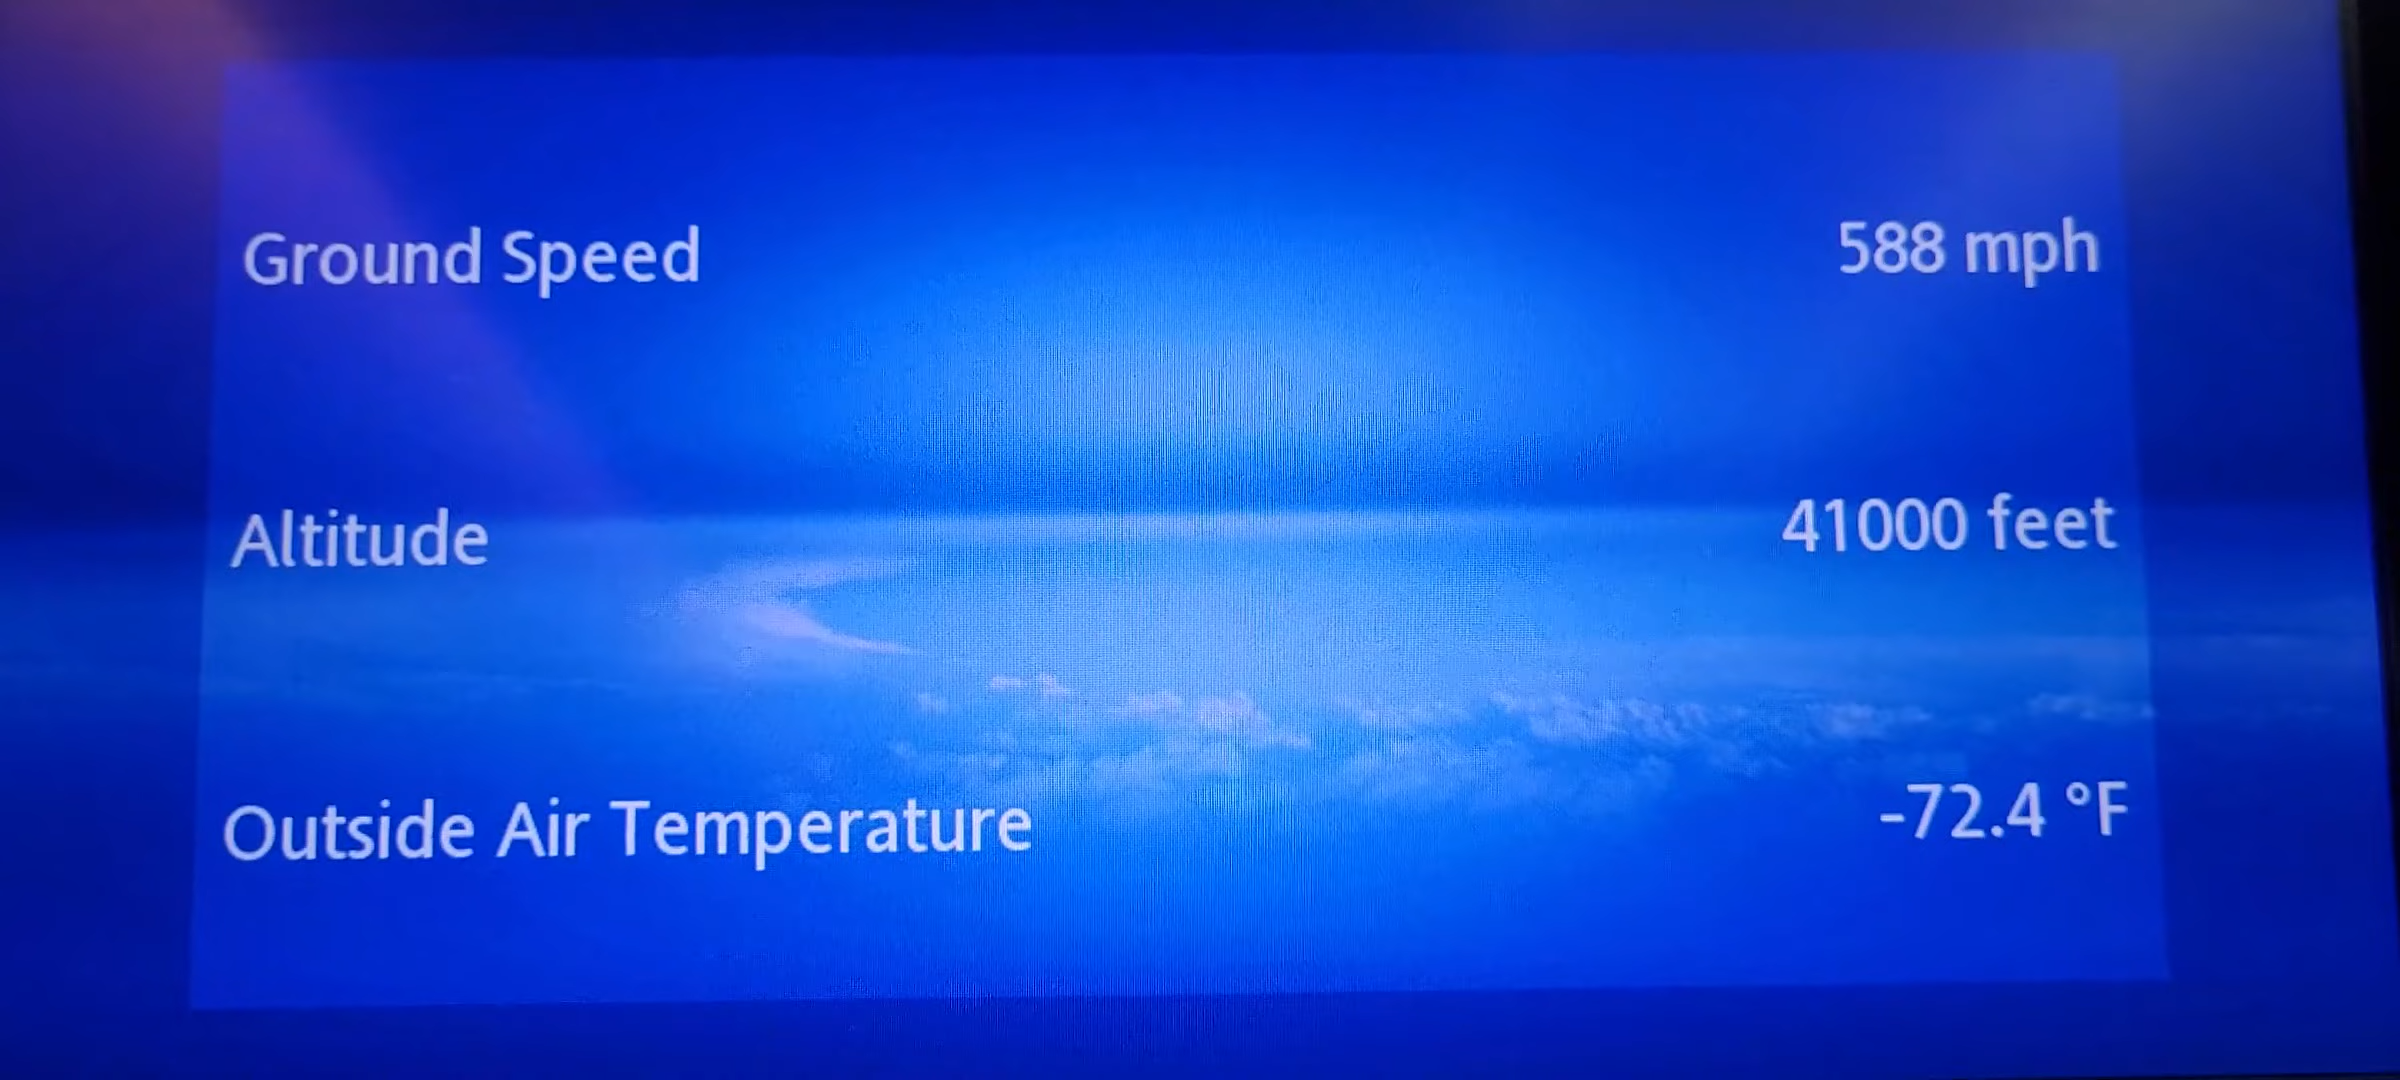 Ground Speed 588 mph
Altitude 41000 feet
Outside Air Temperature -72.4 °F